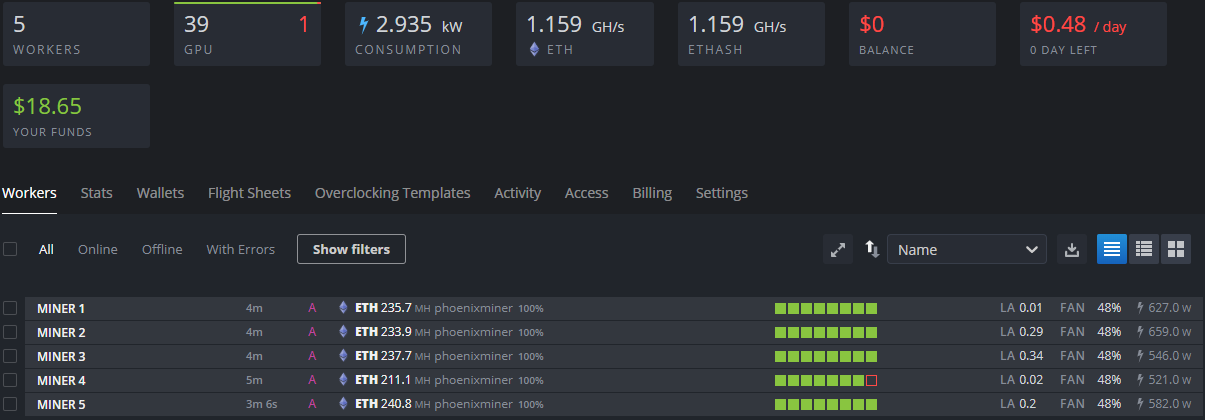 5 39 1 2.935 kW 1.159 GH/s 1.159 GH/s $0 $0.48 / day
WORKERS GPU CONSUMPTION ETH ETHASH BALANCE 0 DAY LEFT
$18.65
YOUR FUNDS
Workers Stats Wallets Flight Sheets Overclocking Templates Activity Access Billing Settings
All Online Offline With Errors Show filters Name
MINER 1 4m A ETH 235.7 MH phoenixminer 100% LA 0.01 FAN 48% 627.0 W
MINER 2 4m A ETH 233.9 MH phoenixminer 100% LA 0.29 FAN 48% 659.0 W
MINER 3 4m A ETH 237.7 MH phoenixminer 100% LA 0.34 FAN 48% 546.0 W
MINER 4 5m A ETH 211.1 MH phoenixminer 100% LA 0.02 FAN 48% 521.0 W
MINER 5 3m 6s A ETH 240.8 MH phoenixminer 100% LA 0.2 FAN 48% 582.0 W